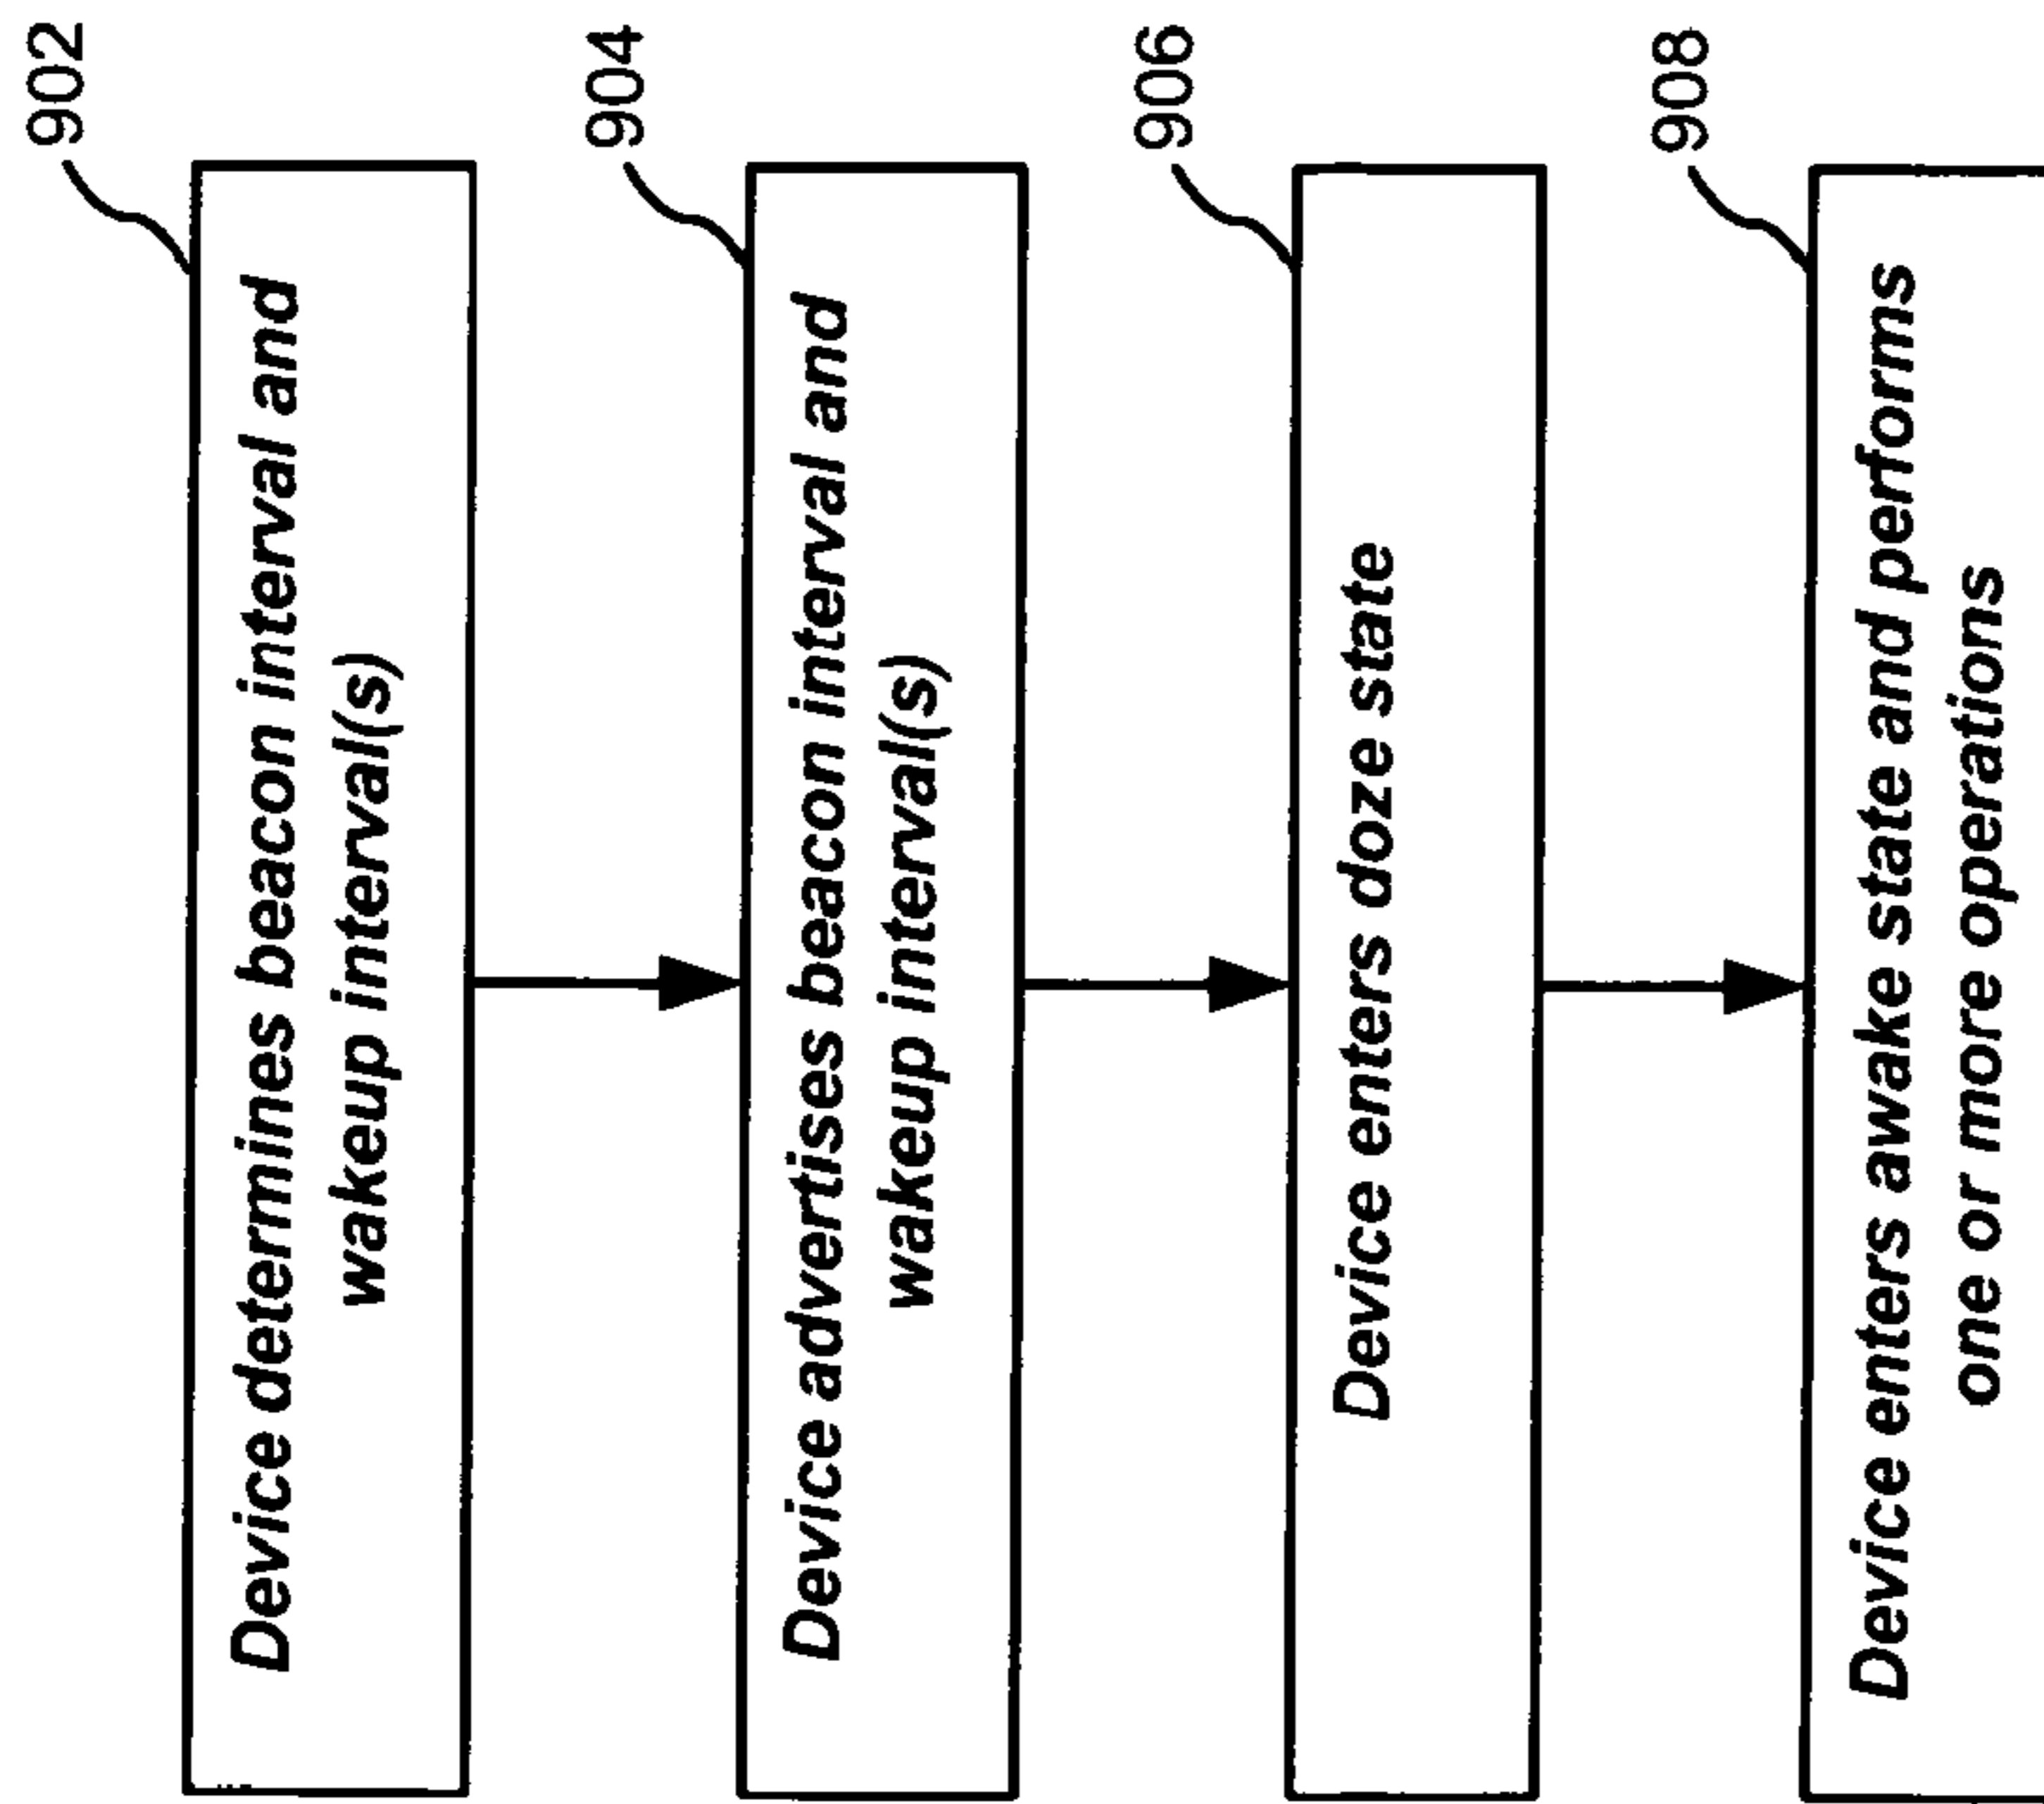 902
Device determines beacon interval and
wakeup interval(s)
904
Device advertises beacon interval and
wakeup interval(s)
906
Device enters doze state
908
Device enters awake state and performs
one or more operations